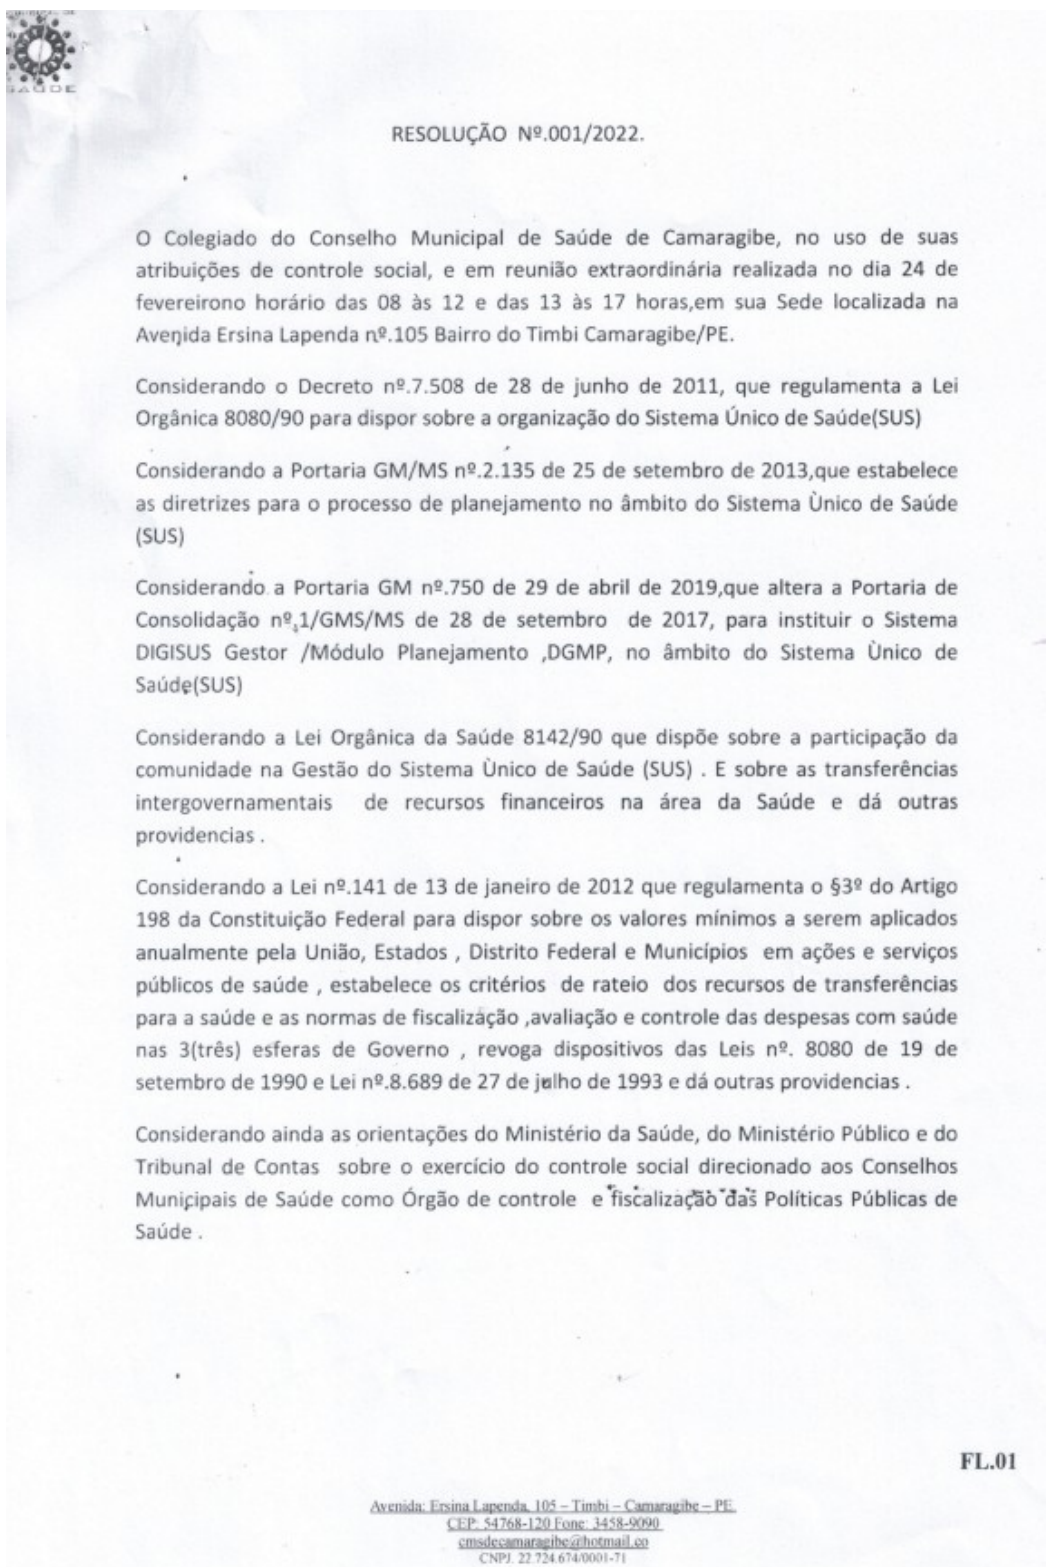 SAÚDE
RESOLUÇÃO Nº.001/2022.
O Colegiado do Conselho Municipal de Saúde de Camaragibe, no uso de suas
atribuições de controle social, e em reunião extraordinária realizada no dia 24 de
fevereirono horário das 08 às 12 e das 13 às 17 horas,em sua Sede localizada na
Avenida Ersina Lapenda nº.105 Bairro do Timbi Camaragibe/PE.
Considerando o Decreto nº.7.508 de 28 de junho de 2011, que regulamenta a Lei
Orgânica 8080/90 para dispor sobre a organização do Sistema Único de Saúde(SUS)
Considerando a Portaria GM/MS nº.2.135 de 25 de setembro de 2013,que estabelece
as diretrizes para o processo de planejamento no âmbito do Sistema Ùnico de Saúde
(SUS)
Considerando a Portaria GM nº.750 de 29 de abril de 2019,que altera a Portaria de
Consolidação nº.1/GMS/MS de 28 de setembro de 2017, para instituir o Sistema
DIGISUS Gestor /Módulo Planejamento ,DGMP, no âmbito do Sistema Ùnico de
Saúde(SUS)
Considerando a Lei Orgânica da Saúde 8142/90 que dispõe sobre a participação da
comunidade na Gestão do Sistema Ùnico de Saúde (SUS) . E sobre as transferências
intergovernamentais de recursos financeiros na área da Saúde e dá outras
providencias .
Considerando a Lei nº.141 de 13 de janeiro de 2012 que regulamenta o §3º do Artigo
198 da Constituição Federal para dispor sobre os valores mínimos a serem aplicados
anualmente pela União, Estados , Distrito Federal e Municípios em ações e serviços
públicos de saúde , estabelece os critérios de rateio dos recursos de transferências
para a saúde e as normas de fiscalização ,avaliação e controle das despesas com saúde
nas 3(três) esferas de Governo , revoga dispositivos das Leis nº. 8080 de 19 de
setembro de 1990 e Lei nº.8.689 de 27 de julho de 1993 e dá outras providencias .
Considerando ainda as orientações do Ministério da Saúde, do Ministério Público e do
Tribunal de Contas sobre o exercício do controle social direcionado aos Conselhos
Municipais de Saúde como Órgão de controle e fiscalização das Políticas Públicas de
Saúde .
FL.01
Avenida: Ersina Lapenda, 105 – Timbi – Camaragibe – PE.
CEP: 54768-120 Fone: 3458-9090
cmsdecamaragibe@hotmail.co
CNPJ. 22.724.674/0001-71